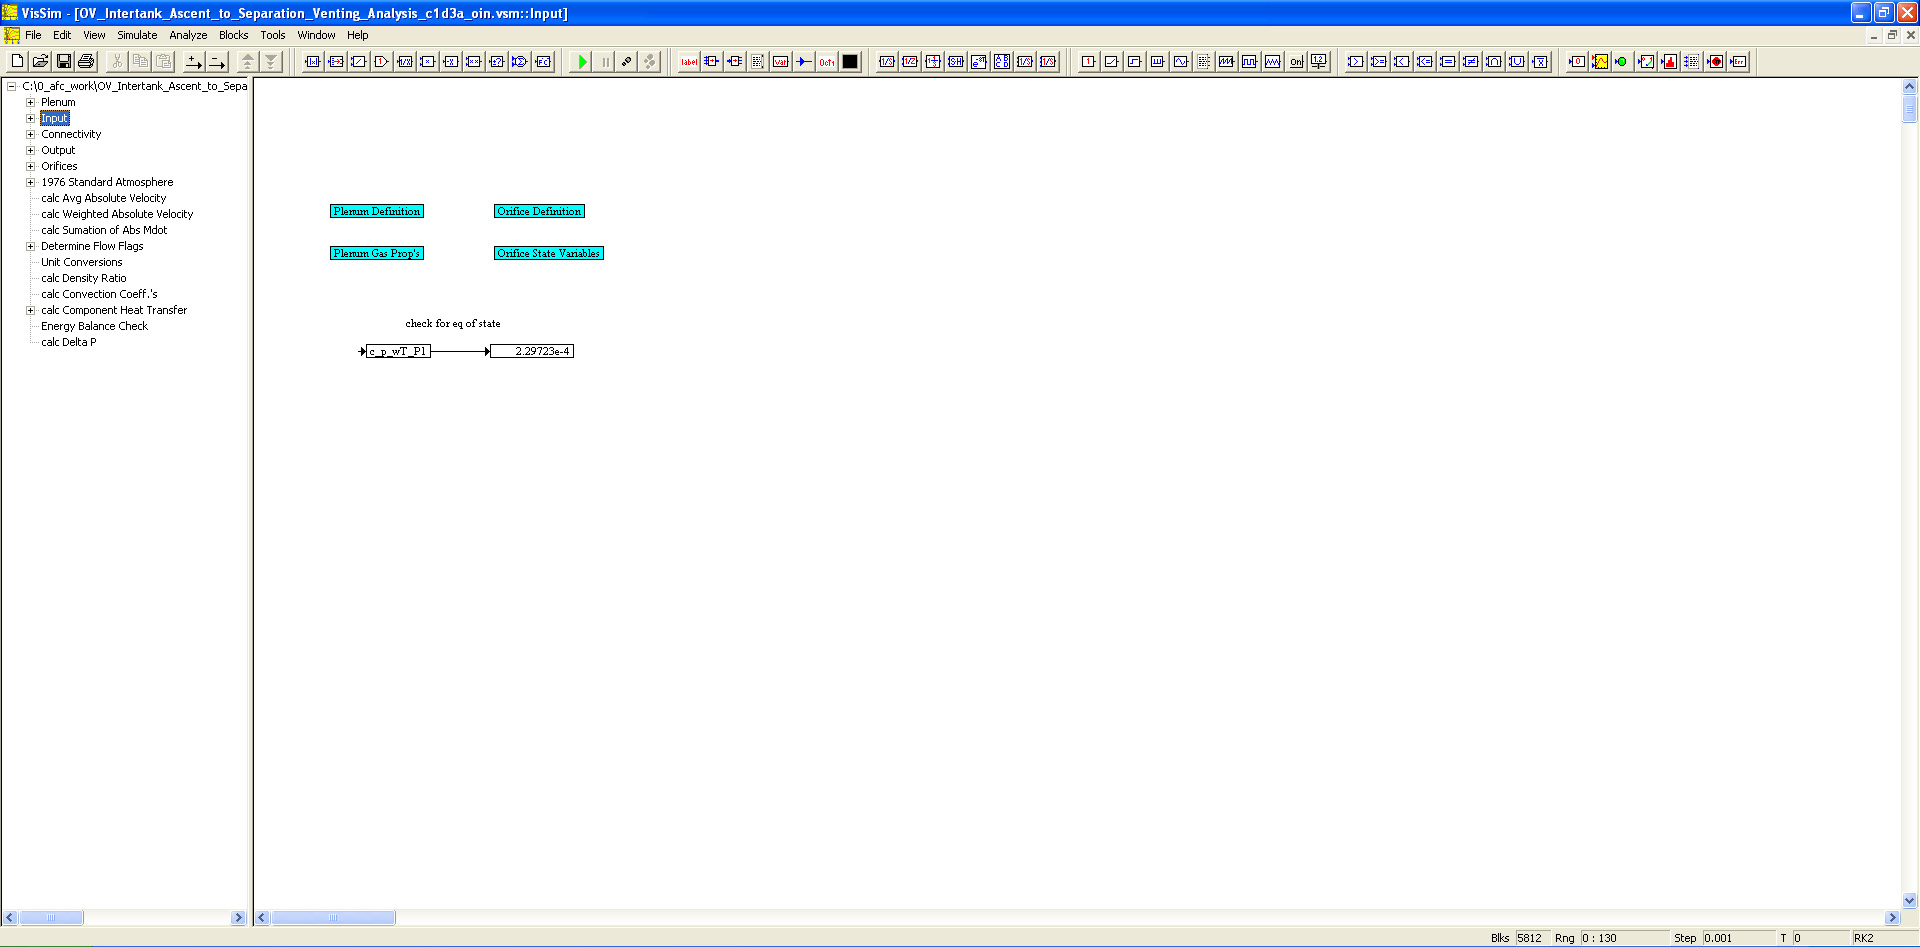 VisSim - [OV_Intertank_Ascent_to_Separation_Venting_Analysis_c1d3a_oin.vsm::Input]
File Edit View Simulate Analyze Blocks Tools Window Help
C:\0_afc_work\OV_Intertank_Ascent_to_Sepa
Plenum
Input
Connectivity
Output
Orifices
1976 Standard Atmosphere
calc Avg Absolute Velocity
calc Weighted Absolute Velocity
calc Sumation of Abs Mdot
Determine Flow Flags
Unit Conversions
calc Density Ratio
calc Convection Coeff.'s
calc Component Heat Transfer
Energy Balance Check
calc Delta P
Plenum Definition Orifice Definition
Plenum Gas Prop's Orifice State Variables
check for eq of state
c_p_wT_P1 2.29723e-4
Blks 5812 Rng 0 : 130 Step 0.001 T 0 RK2